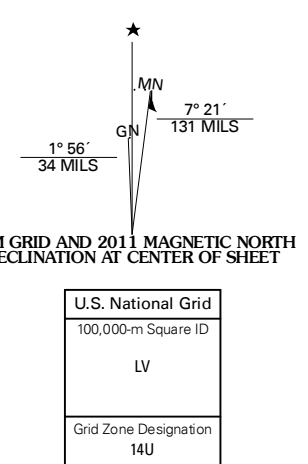 ★
MN
7° 21´
131 MILS
GN
1° 56´
34 MILS
GRID AND 2011 MAGNETIC NORTH
AT CENTER OF SHEET
U.S. National Grid
100,000-m Square ID
LV
Grid Zone Designation
14U